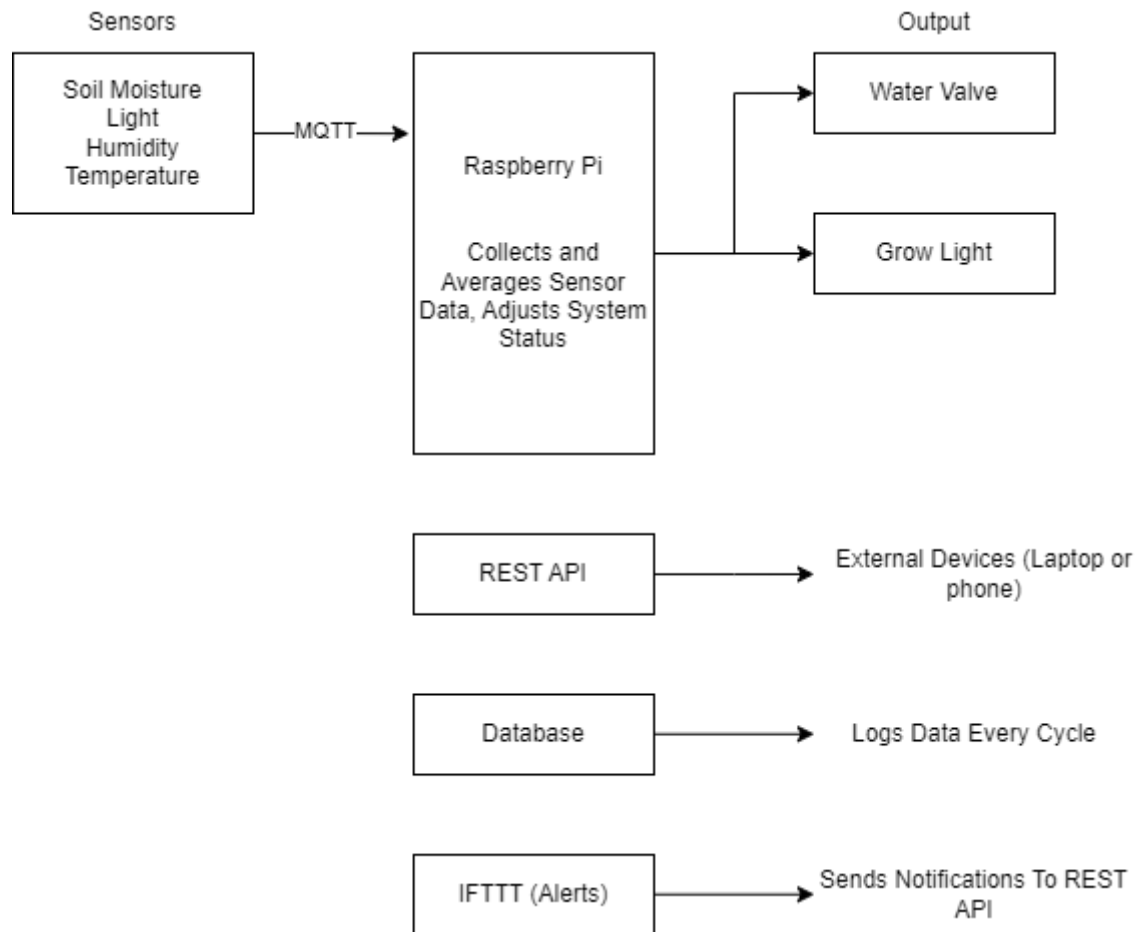 Sensors
Output
Soil Moisture
Light
Humidity
Temperature
MQTT
Raspberry Pi
Collects and
Averages Sensor
Data, Adjusts System
Status
Water Valve
Grow Light
REST API
External Devices (Laptop or
phone)
Database
Logs Data Every Cycle
IFTTT (Alerts)
Sends Notifications To REST
API